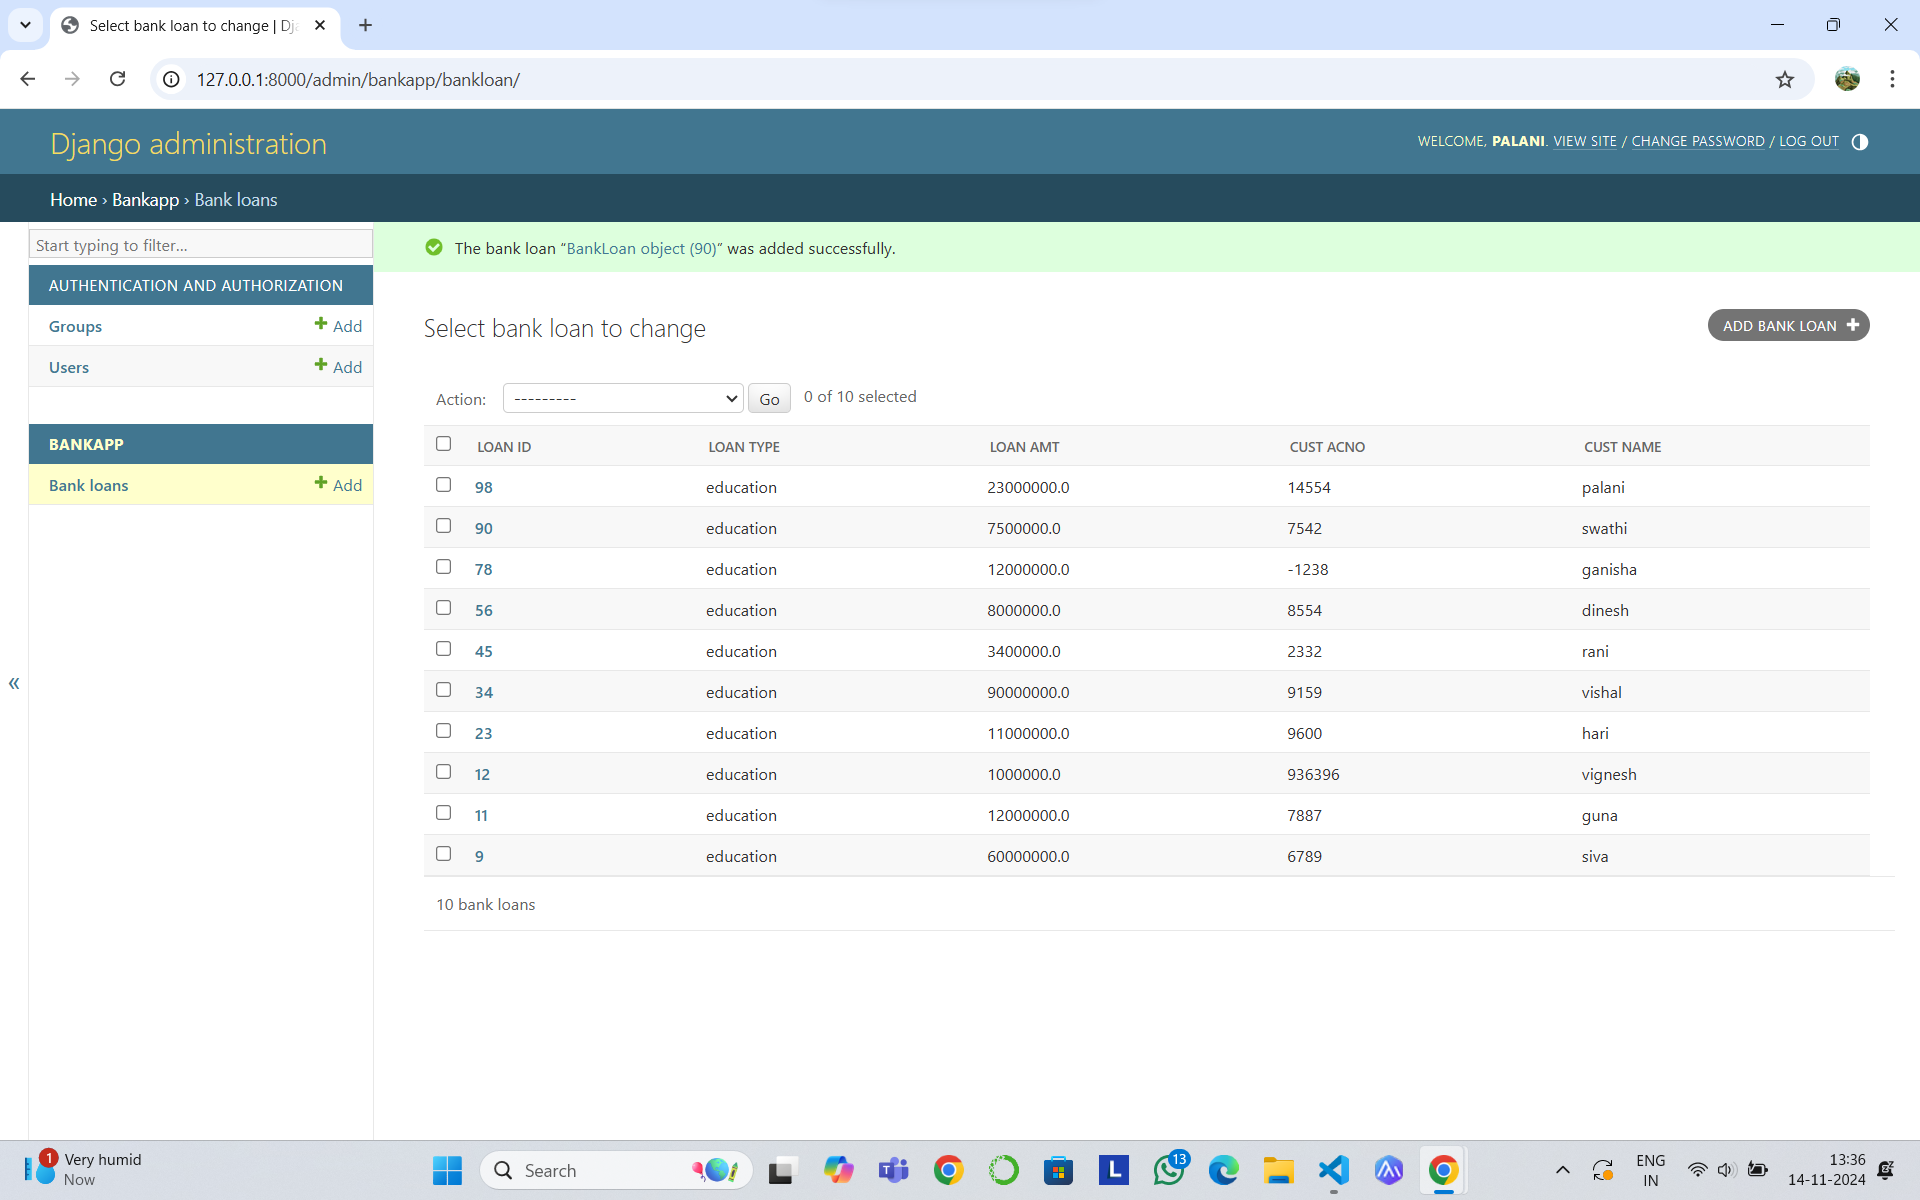 Select bank loan to change | Dj
127.0.0.1:8000/admin/bankapp/bankloan/
Django administration
WELCOME, PALANI. VIEW SITE / CHANGE PASSWORD / LOG OUT
Home › Bankapp › Bank loans
Start typing to filter...
The bank loan “BankLoan object (90)” was added successfully.
AUTHENTICATION AND AUTHORIZATION
Groups Add
Users Add
BANKAPP
Bank loans Add
Select bank loan to change
ADD BANK LOAN
Action: --------- Go 0 of 10 selected
LOAN ID LOAN TYPE LOAN AMT CUST ACNO CUST NAME
98 education 23000000.0 14554 palani
90 education 7500000.0 7542 swathi
78 education 12000000.0 -1238 ganisha
56 education 8000000.0 8554 dinesh
45 education 3400000.0 2332 rani
34 education 90000000.0 9159 vishal
23 education 11000000.0 9600 hari
12 education 1000000.0 936396 vignesh
11 education 12000000.0 7887 guna
9 education 60000000.0 6789 siva
10 bank loans
«
1
Very humid
Now
Search
T
L
13
ENG
IN
13:36
14-11-2024